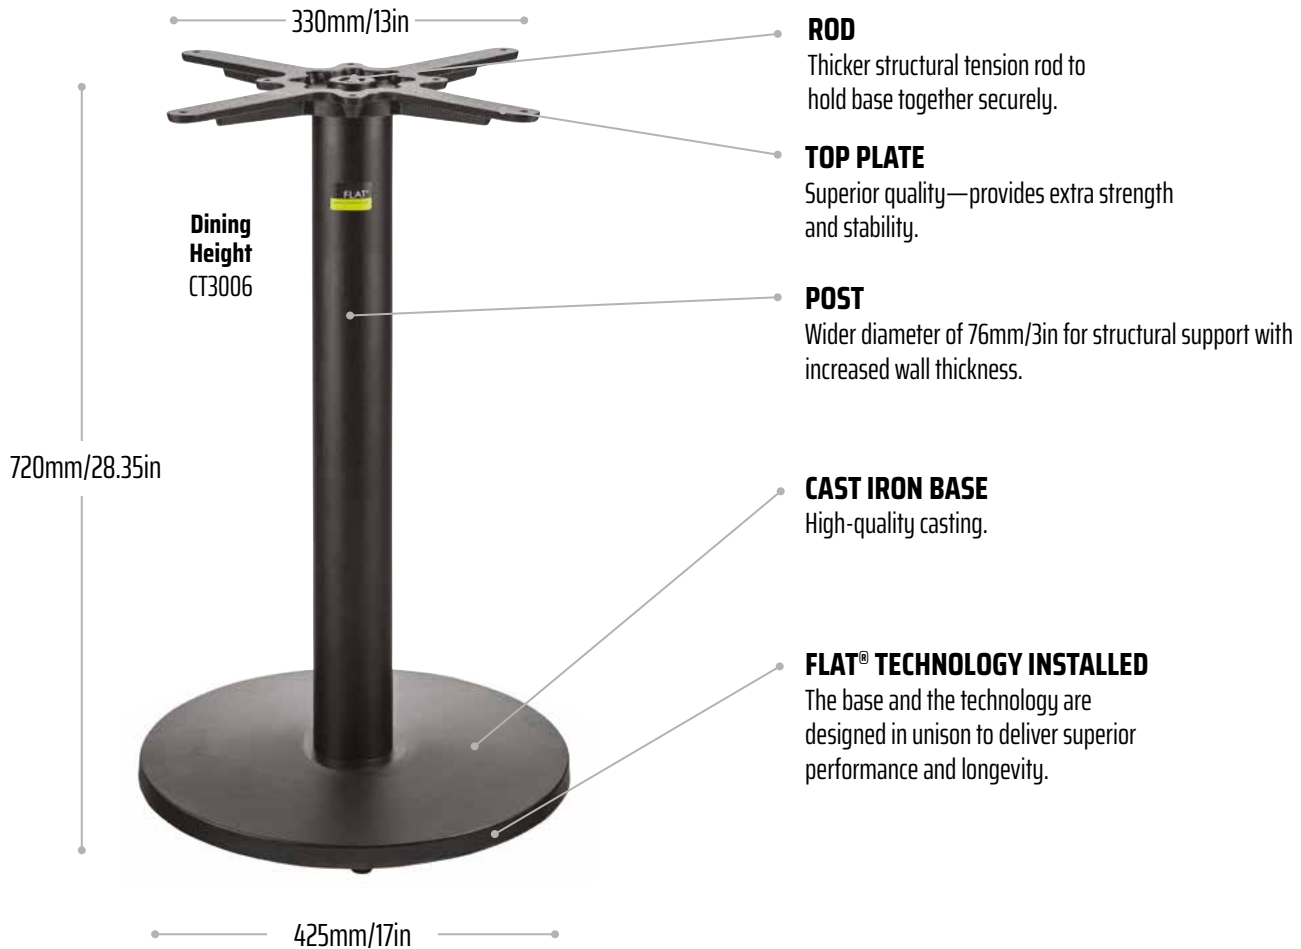 330mm/13in
ROD
Thicker structural tension rod to
hold base together securely.
TOP PLATE
Superior quality—provides extra strength
and stability.
FLAT®
Dining
Height
CT3006
POST
Wider diameter of 76mm/3in for structural support with
increased wall thickness.
720mm/28.35in
CAST IRON BASE
High-quality casting.
FLAT® TECHNOLOGY INSTALLED
The base and the technology are
designed in unison to deliver superior
performance and longevity.
425mm/17in